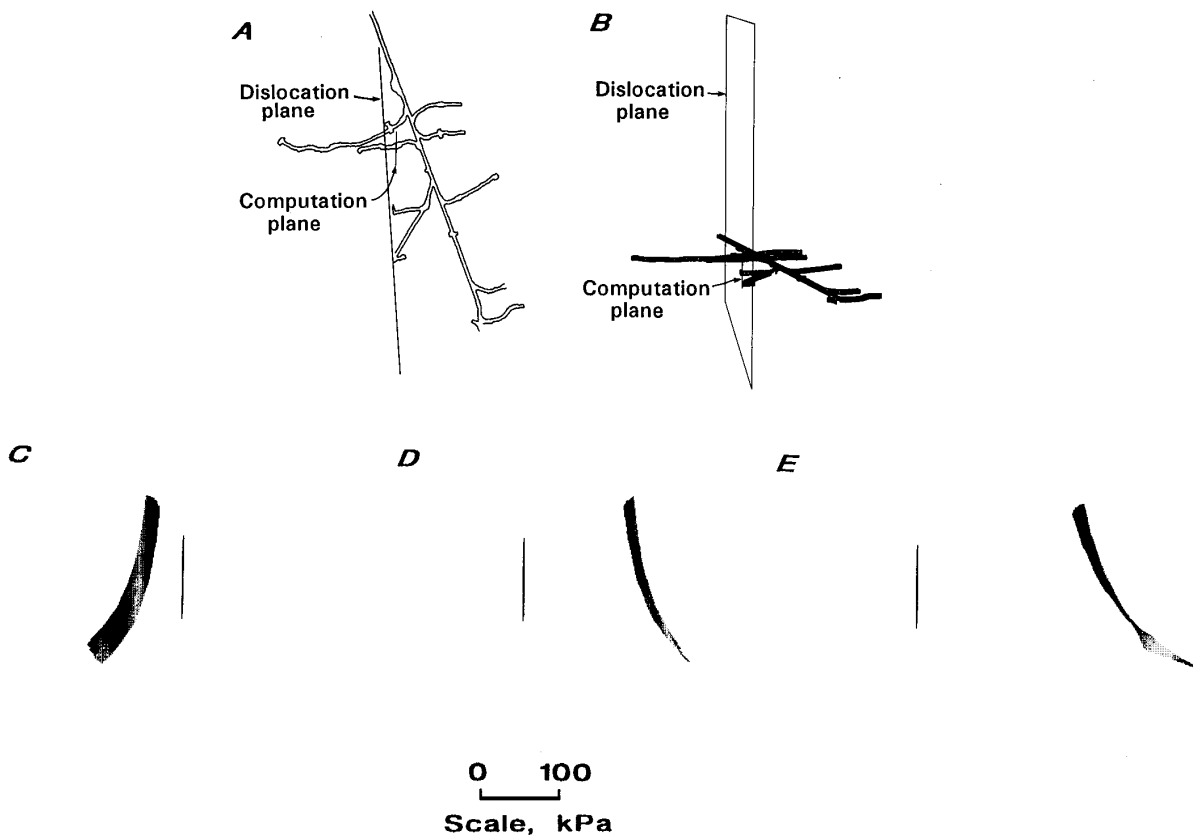 A
Dislocation
plane
Computation
plane
B
Dislocation
plane
Computation
plane
C
D
E
0 100
Scale, kPa